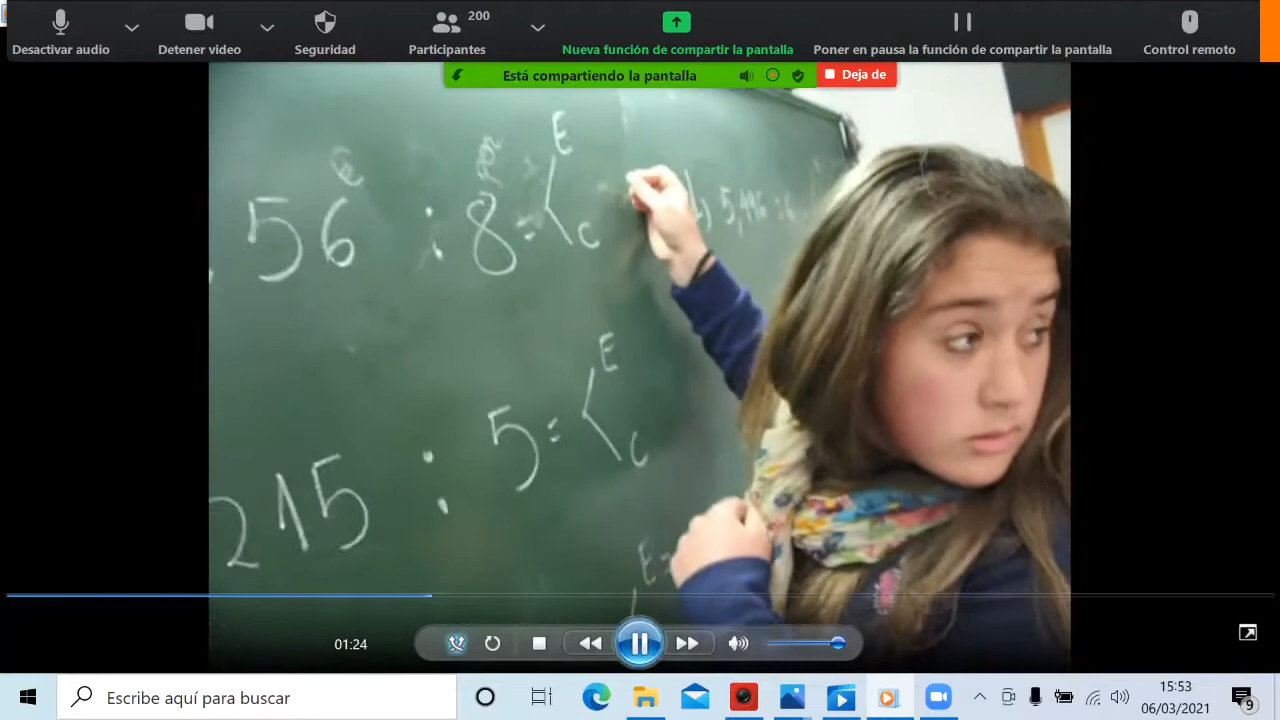 200
Desactivar audio
Detener video
Seguridad
Participantes
Nueva función de compartir la pantalla
Poner en pausa la función de compartir la pantalla
Control remoto
Está compartiendo la pantalla
Deja de
E
,56 : 8 =
C
5,496 :
E
215 : 5 =
C
E
01:24
Escribe aquí para buscar
15:53
06/03/2021
9